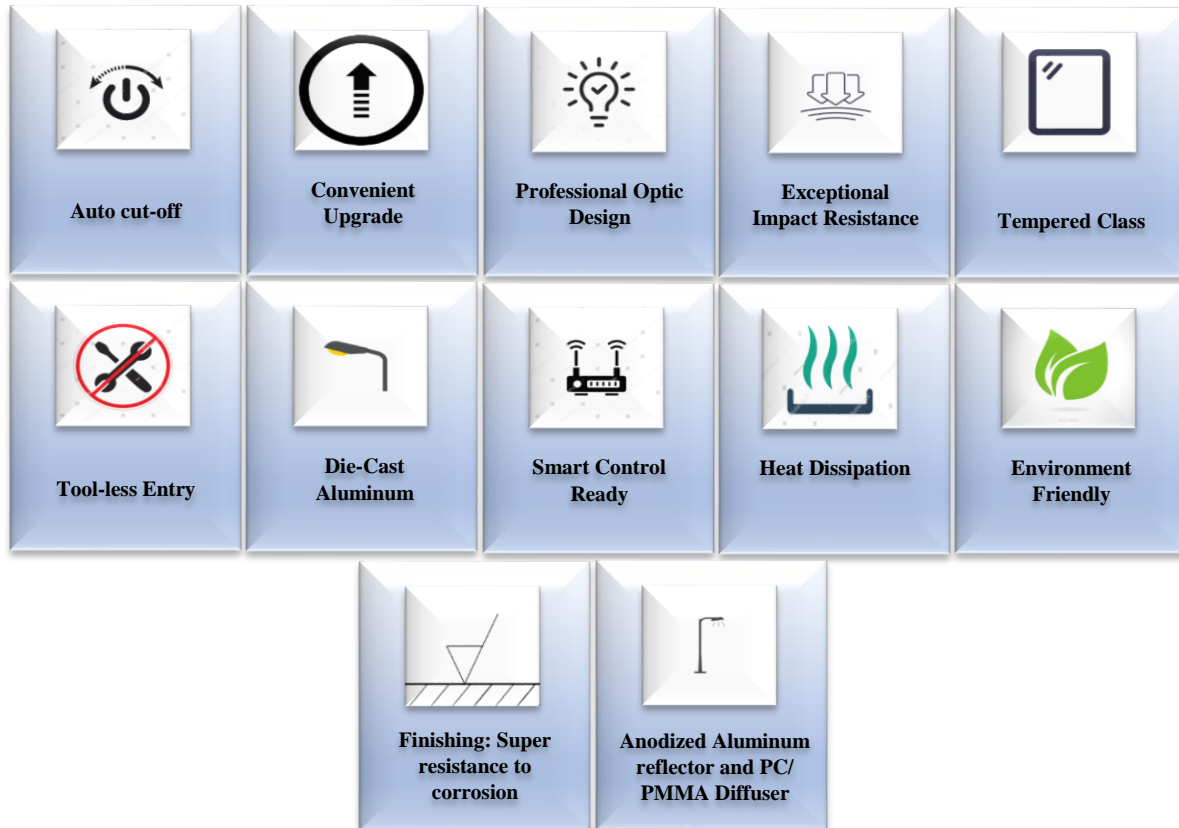 Auto cut-off
Convenient
Upgrade
Professional Optic
Design
Exceptional
Impact Resistance
Tempered Class
Tool-less Entry
Die-Cast
Aluminum
Smart Control
Ready
Heat Dissipation
Environment
Friendly
Finishing: Super
resistance to
corrosion
Anodized Aluminum
reflector and PC/
PMMA Diffuser